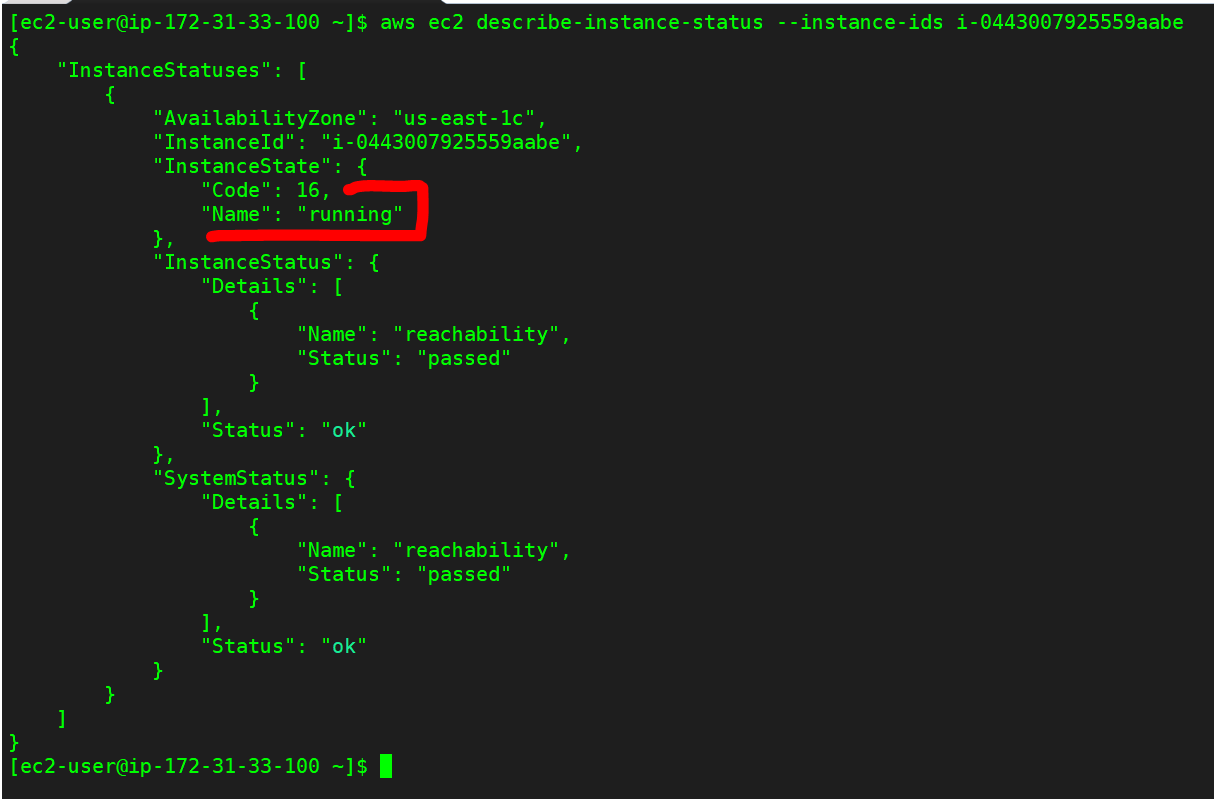 [ec2-user@ip-172-31-33-100 ~]$ aws ec2 describe-instance-status --instance-ids i-0443007925559aabe
{
    "InstanceStatuses": [
        {
            "AvailabilityZone": "us-east-1c",
            "InstanceId": "i-0443007925559aabe",
            "InstanceState": {
                "Code": 16,
                "Name": "running"
            },
            "InstanceStatus": {
                "Details": [
                    {
                        "Name": "reachability",
                        "Status": "passed"
                    }
                ],
                "Status": "ok"
            },
            "SystemStatus": {
                "Details": [
                    {
                        "Name": "reachability",
                        "Status": "passed"
                    }
                ],
                "Status": "ok"
            }
        }
    ]
}
[ec2-user@ip-172-31-33-100 ~]$